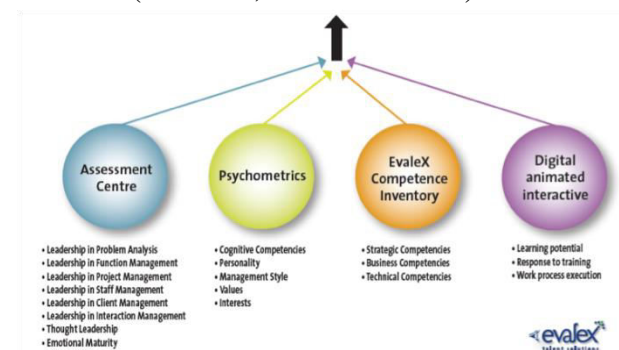 Assessment
Centre
Psychometrics
EvaleX
Competence
Inventory
Digital
animated
interactive
• Leadership in Problem Analysis
• Leadership in Function Management
• Leadership in Project Management
• Leadership in Staff Management
• Leadership in Client Management
• Leadership in Interaction Management
• Thought Leadership
• Emotional Maturity
• Cognitive Competencies
• Personality
• Management Style
• Values
• Interests
• Strategic Competencies
• Business Competencies
• Technical Competencies
• Learning potential
• Response to training
• Work process execution
evalex
talent solutions